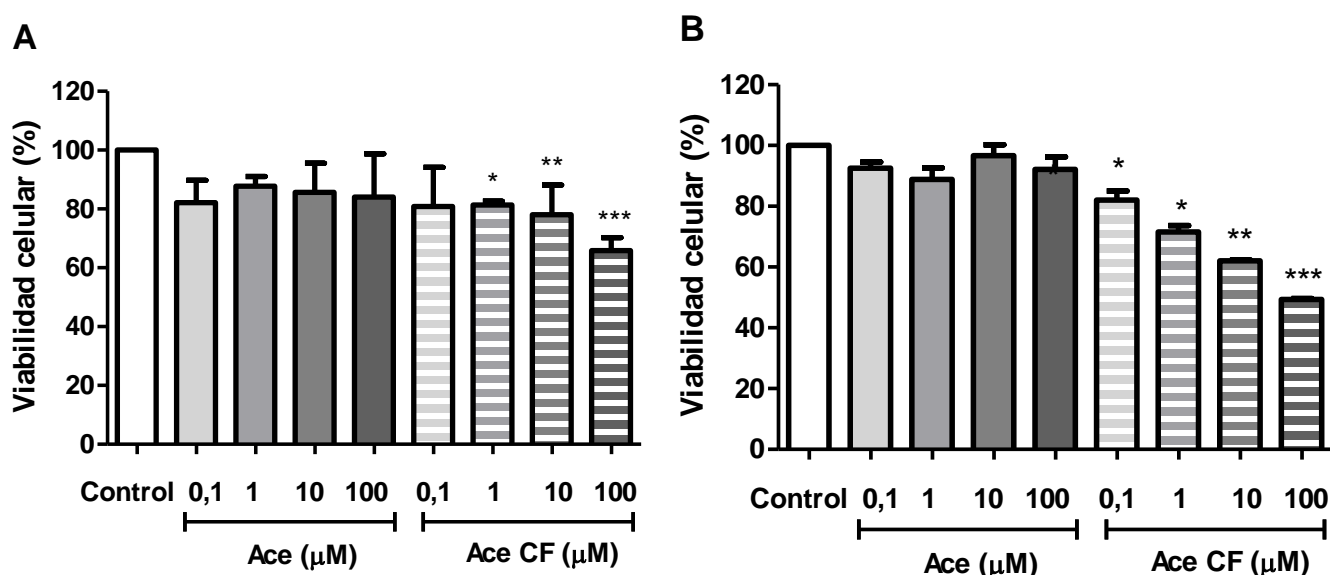 A
Viabilidad celular (%)
120
100
80
60
40
20
0
*
**
***
Control 0,1 1 10 100 0,1 1 10 100
Ace (μM) Ace CF (μM)
B
Viabilidad celular (%)
120
100
80
60
40
20
0
*
*
**
***
Control 0,1 1 10 100 0,1 1 10 100
Ace (μM) Ace CF (μM)